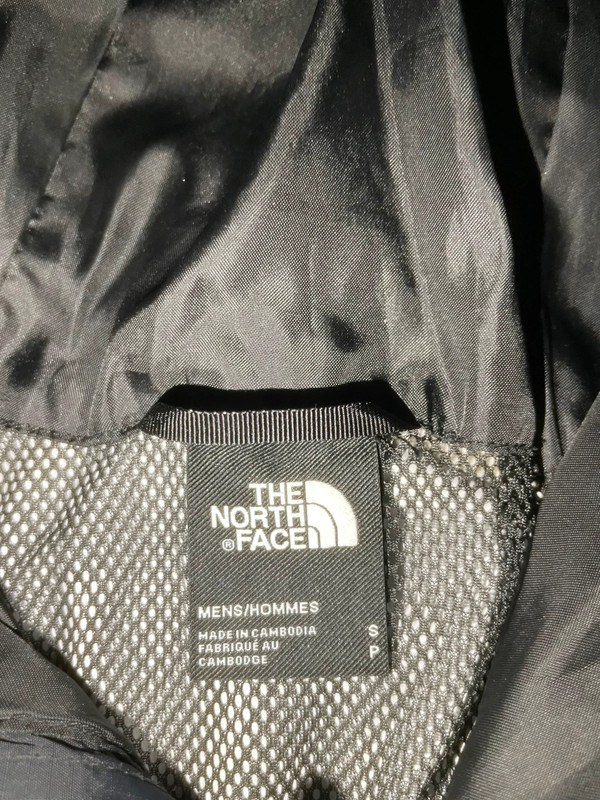 THE
NORTH
® FACE
MENS/HOMMES
MADE IN CAMBODIA
FABRIQUÉ AU
CAMBODGE
S
P